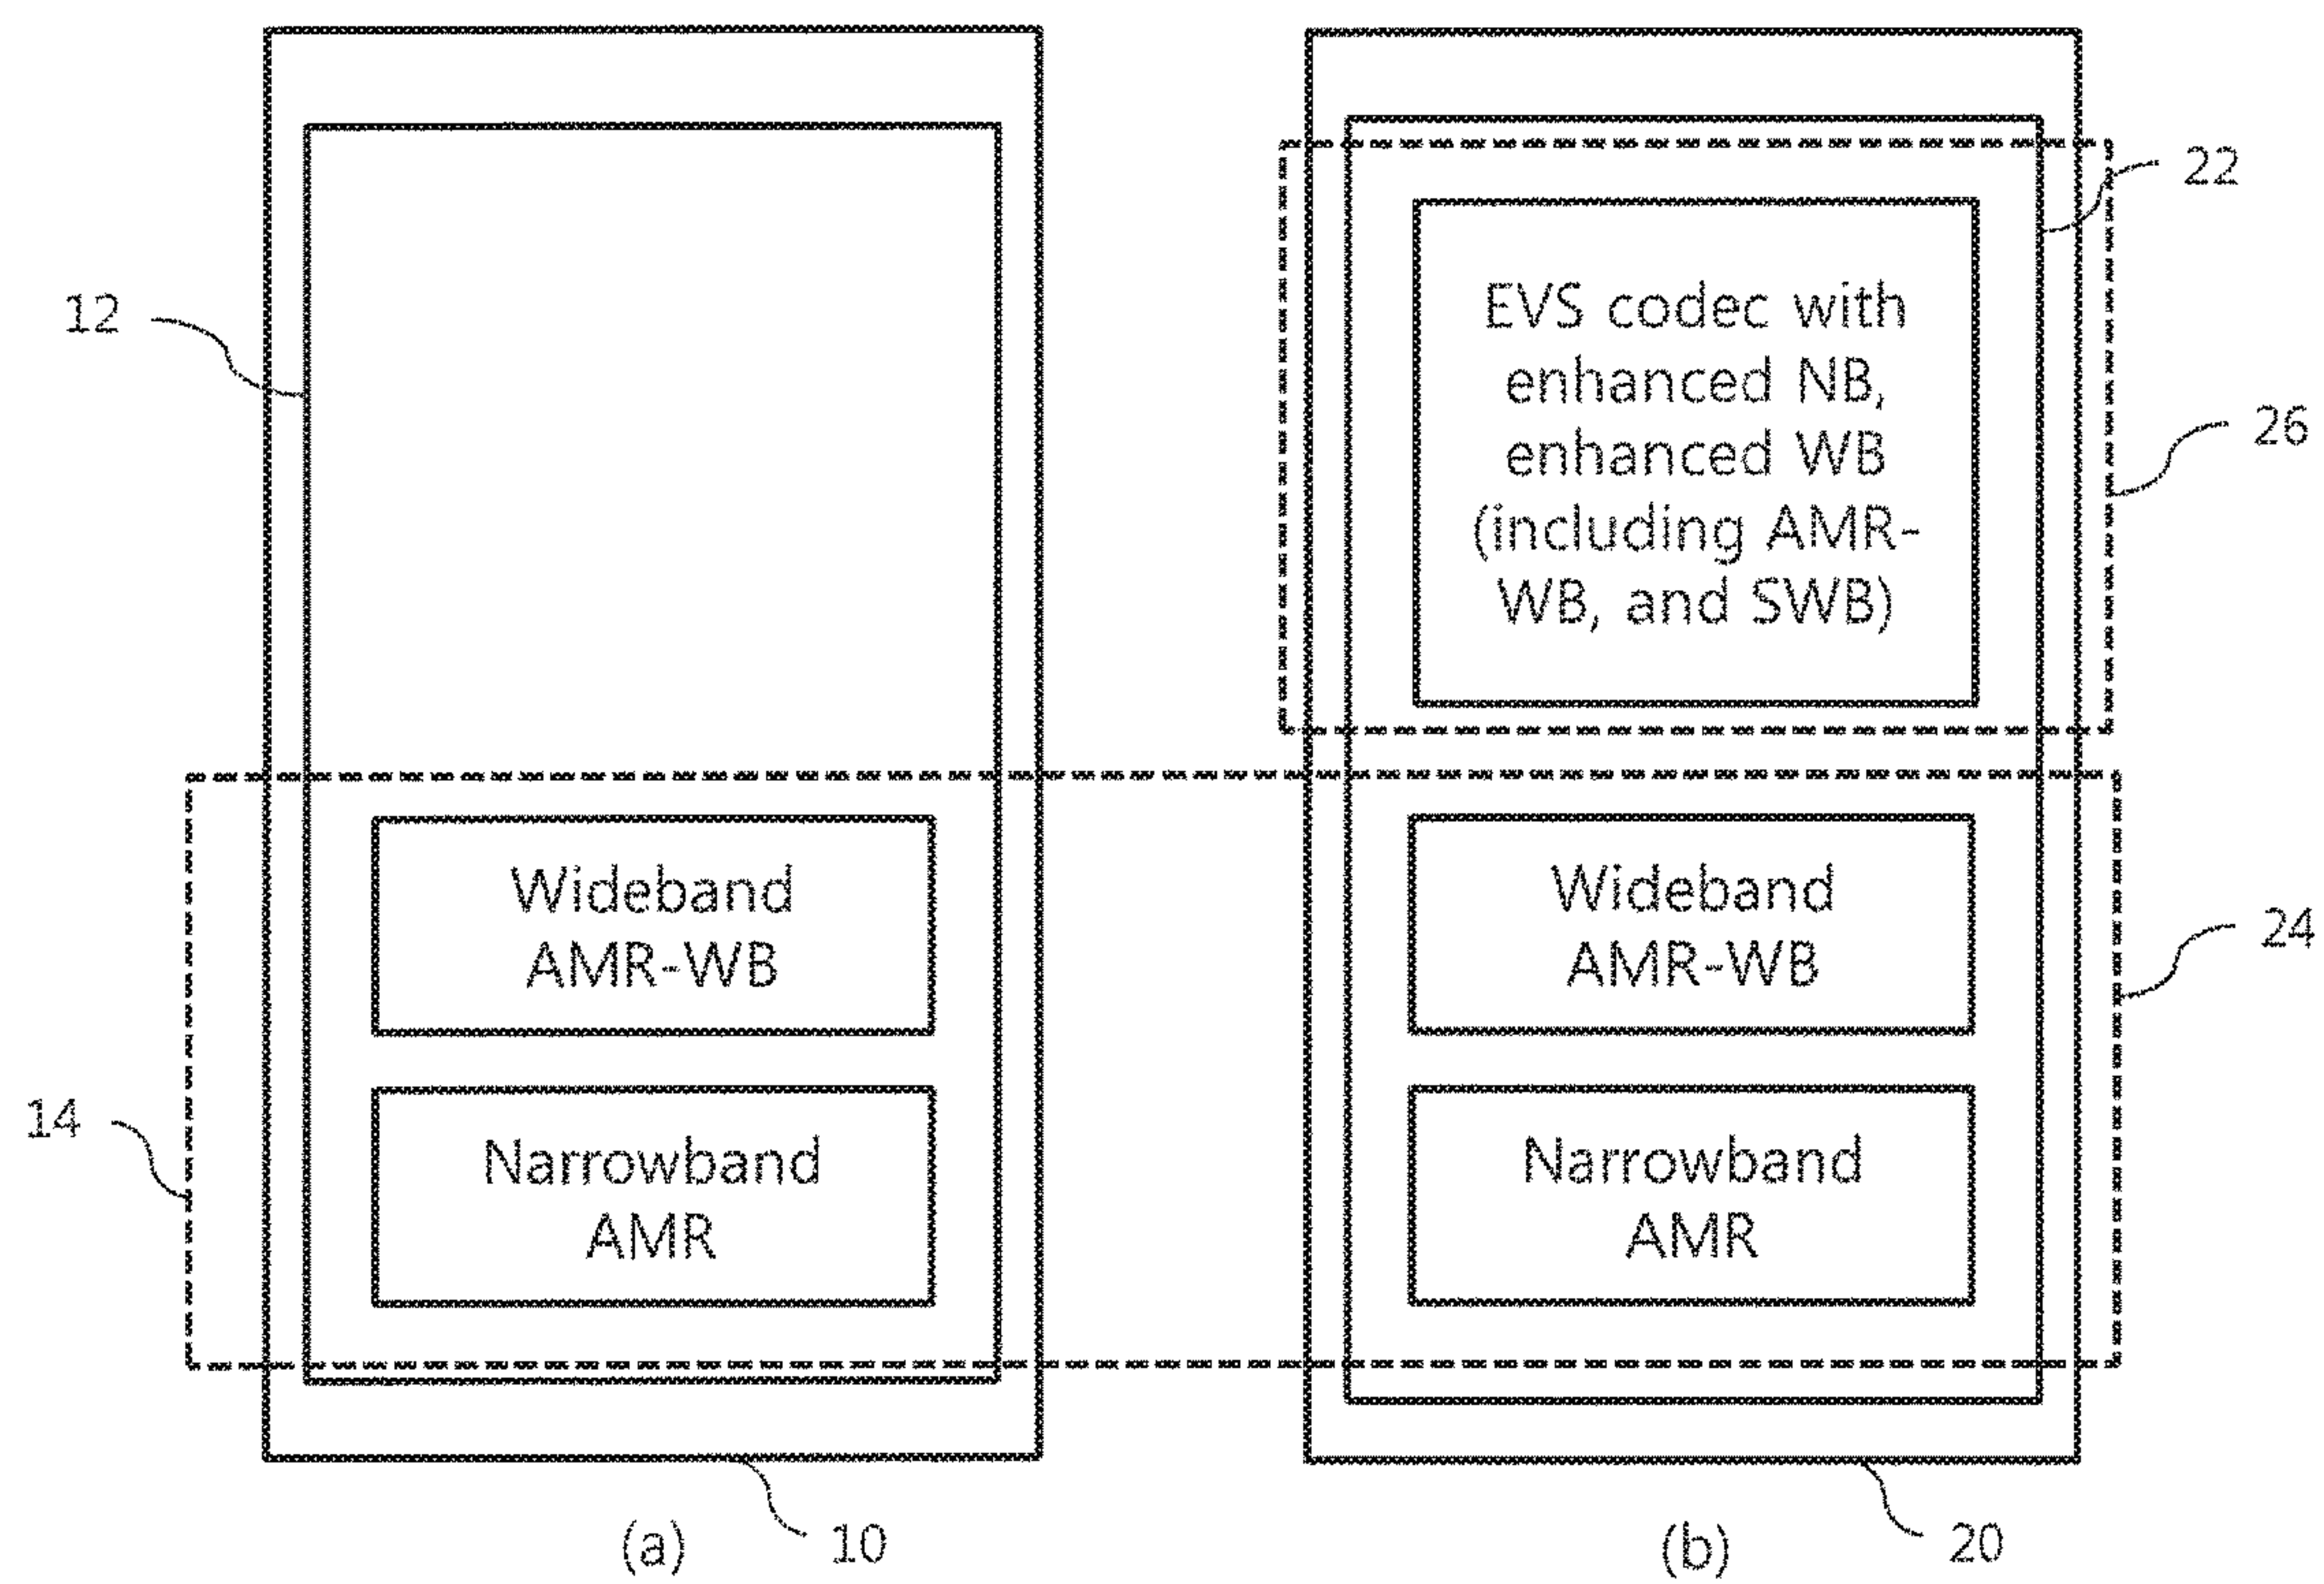 12
Wideband
AMR-WB
Narrowband
AMR
14
(a)
10
EVS codec with
enhanced NB,
enhanced WB
(including AMR-
WB, and SWB)
22
26
Wideband
AMR-WB
Narrowband
AMR
24
(b)
20